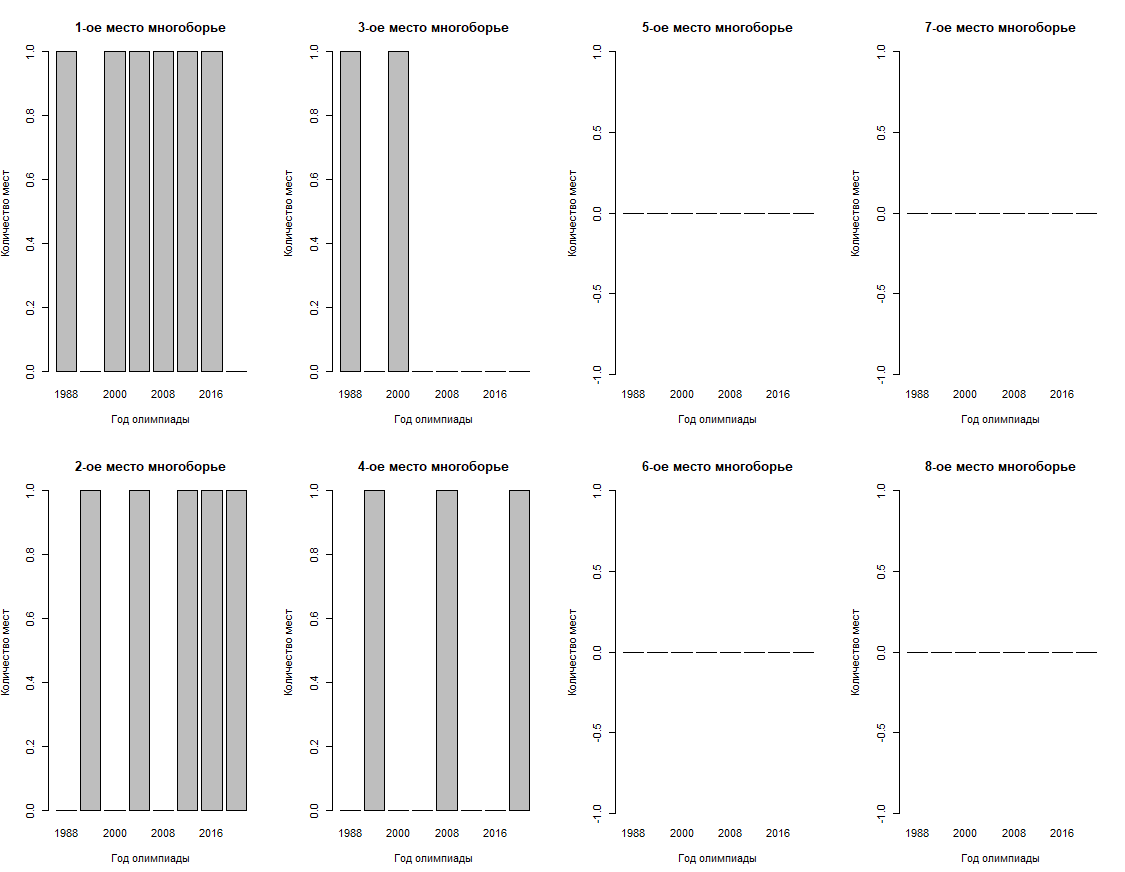 1-ое место многоборье
Количество мест
0.0 0.2 0.4 0.6 0.8 1.0
1988 2000 2008 2016
Год олимпиады
3-ое место многоборье
Количество мест
0.0 0.2 0.4 0.6 0.8 1.0
1988 2000 2008 2016
Год олимпиады
5-ое место многоборье
Количество мест
-1.0 -0.5 0.0 0.5 1.0
1988 2000 2008 2016
Год олимпиады
7-ое место многоборье
Количество мест
-1.0 -0.5 0.0 0.5 1.0
1988 2000 2008 2016
Год олимпиады
2-ое место многоборье
Количество мест
0.0 0.2 0.4 0.6 0.8 1.0
1988 2000 2008 2016
Год олимпиады
4-ое место многоборье
Количество мест
0.0 0.2 0.4 0.6 0.8 1.0
1988 2000 2008 2016
Год олимпиады
6-ое место многоборье
Количество мест
-1.0 -0.5 0.0 0.5 1.0
1988 2000 2008 2016
Год олимпиады
8-ое место многоборье
Количество мест
-1.0 -0.5 0.0 0.5 1.0
1988 2000 2008 2016
Год олимпиады